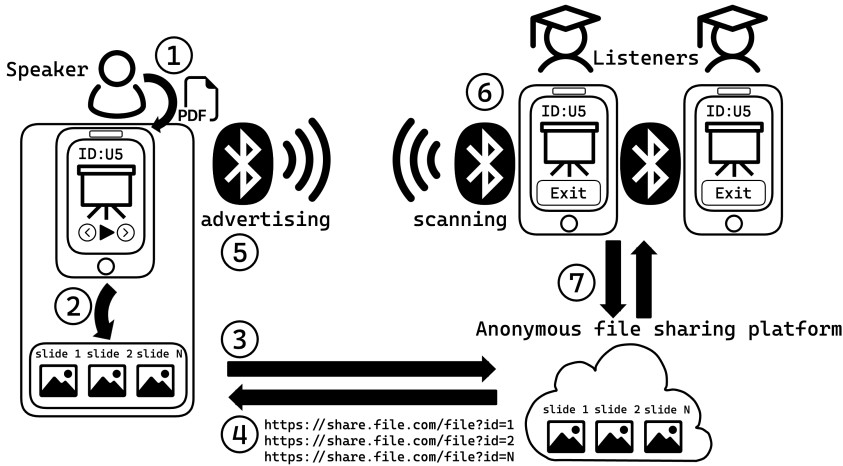 Speaker
1
PDF
ID:U5
2
slide 1 slide 2 slide N
advertising
5
3
4
https://share.file.com/file?id=1
https://share.file.com/file?id=2
https://share.file.com/file?id=N
Listeners
6
scanning
ID:U5
Exit
ID:U5
Exit
7
Anonymous file sharing platform
slide 1 slide 2 slide N